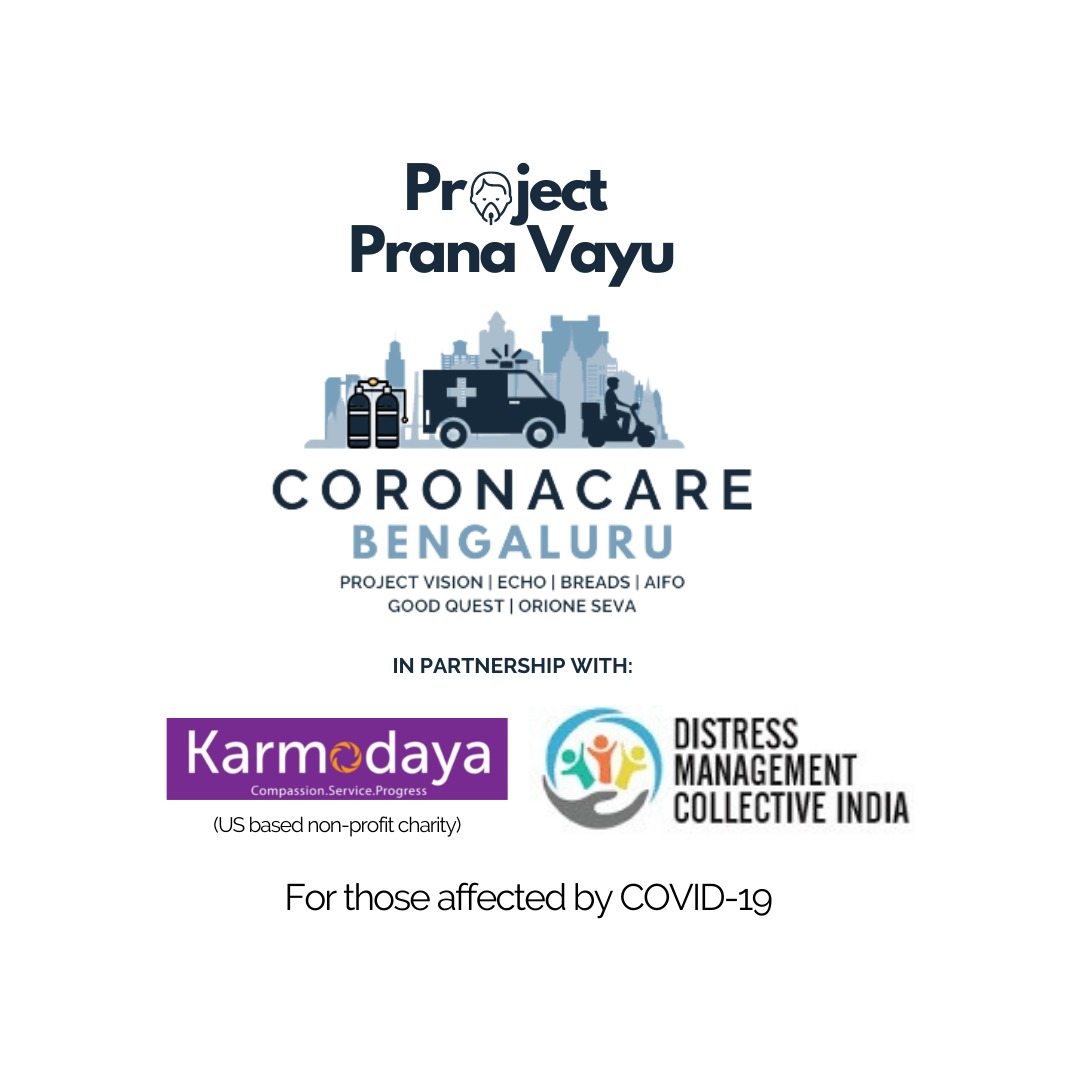 Project
Prana Vayu
CORONACARE
BENGALURU
PROJECT VISION | ECHO | BREADS | AIFO
GOOD QUEST | ORIONE SEVA
IN PARTNERSHIP WITH:
Karmodaya
Compassion.Service.Progress
(US based non-profit charity)
DISTRESS
MANAGEMENT
COLLECTIVE INDIA
For those affected by COVID-19